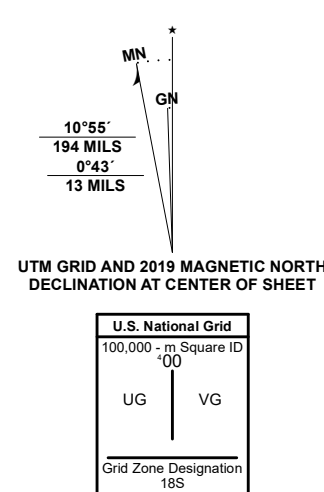 ★
MN
GN
10°55´
194 MILS
0°43´
13 MILS
UTM GRID AND 2019 MAGNETIC NORTH
DECLINATION AT CENTER OF SHEET
U.S. National Grid
100,000 - m Square ID
⁴00
UG VG
Grid Zone Designation
18S